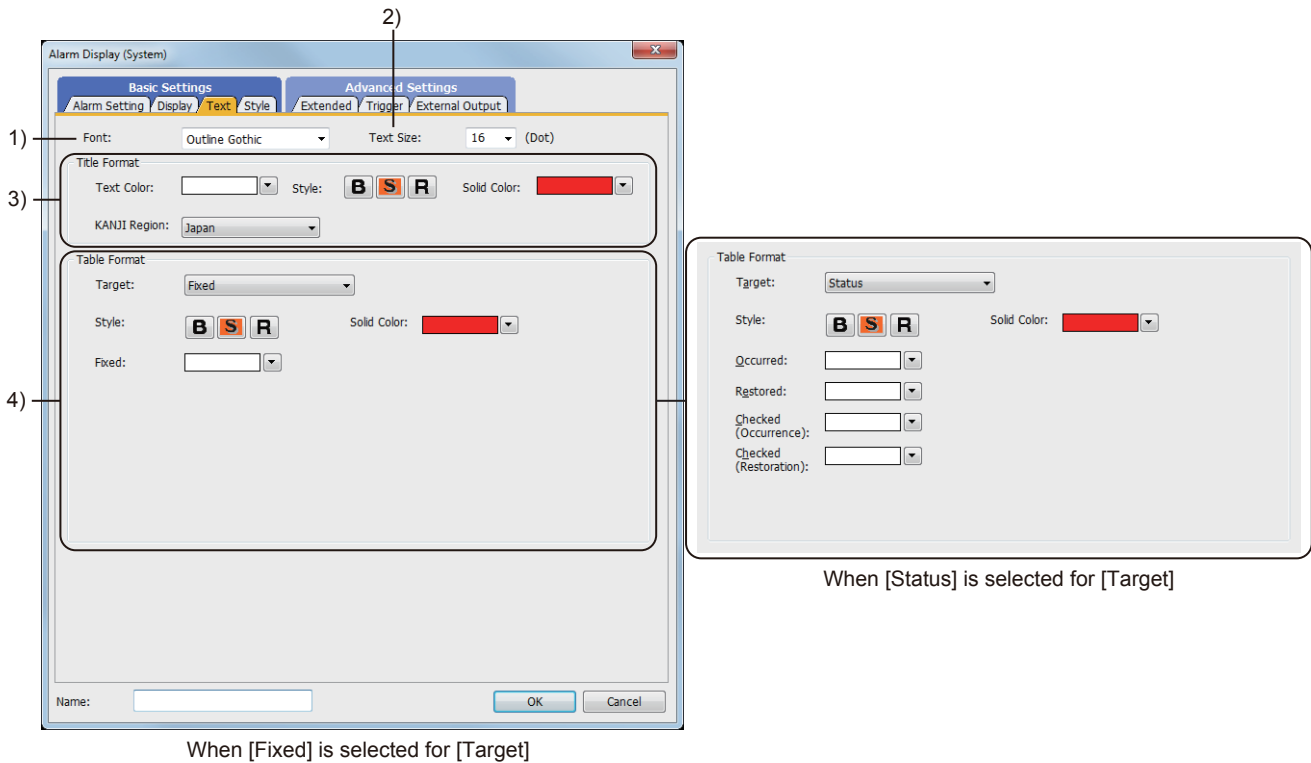 2)
Alarm Display (System)
x
Basic Settings
Advanced Settings
Alarm Setting Display Text Style Extended Trigger External Output
1)
Font: Outline Gothic Text Size: 16 (Dot)
Title Format
3)
Text Color: Style: B S R Solid Color:
KANJI Region: Japan
Table Format
Target: Fixed
Style: B S R Solid Color:
Fixed:
4)
Name: OK Cancel
When [Fixed] is selected for [Target]
Table Format
Target: Status
Style: B S R Solid Color:
Occurred:
Restored:
Checked
(Occurrence):
Checked
(Restoration):
When [Status] is selected for [Target]